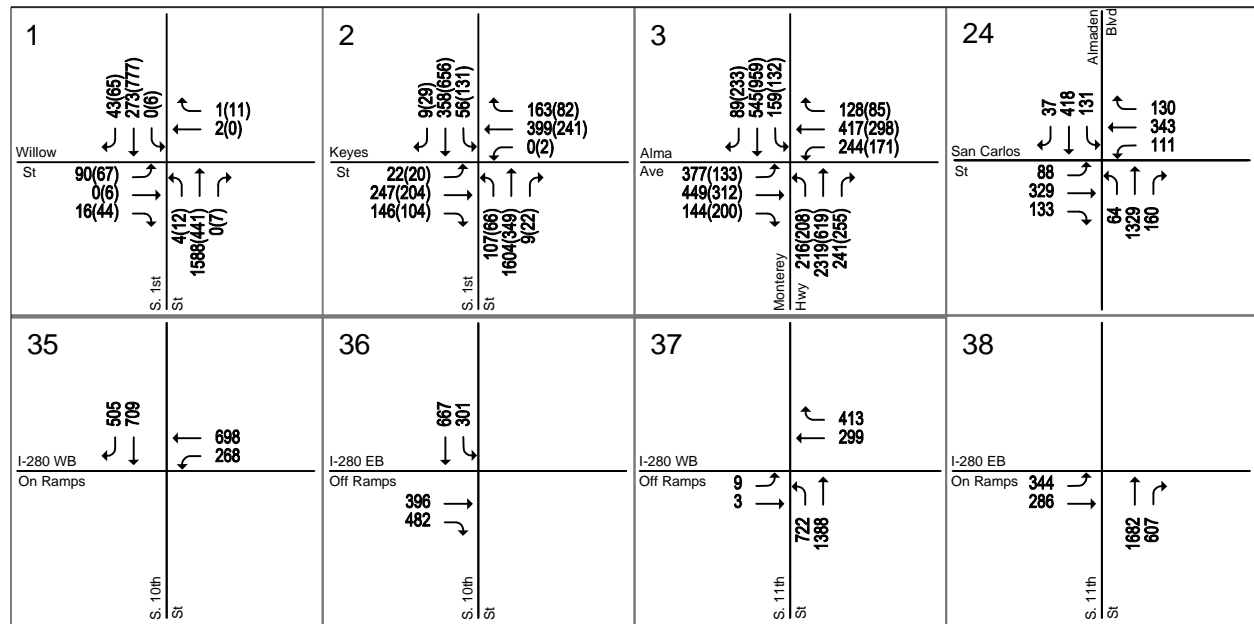 1
43(65)
273(777)
0(6)
1(11)
2(0)
Willow
St
90(67)
0(6)
16(44)
4(12)
1588(441)
0(7)
S. 1st
St
2
9(29)
358(656)
56(131)
163(82)
399(241)
0(2)
Keyes
St
22(20)
247(204)
146(104)
107(66)
1604(349)
9(22)
S. 1st
St
3
89(233)
545(959)
159(132)
128(85)
417(298)
244(171)
Alma
Ave
377(133)
449(312)
144(200)
216(208)
2319(619)
241(255)
Monterey
Hwy
24
Almaden
Blvd
37
418
131
130
343
111
San Carlos
St
88
329
133
64
1329
160
35
505
709
698
268
I-280 WB
On Ramps
S. 10th
St
36
667
301
I-280 EB
Off Ramps
396
482
S. 10th
St
37
413
299
I-280 WB
Off Ramps
9
3
722
1388
S. 11th
St
38
I-280 EB
On Ramps
344
286
1682
607
S. 11th
St